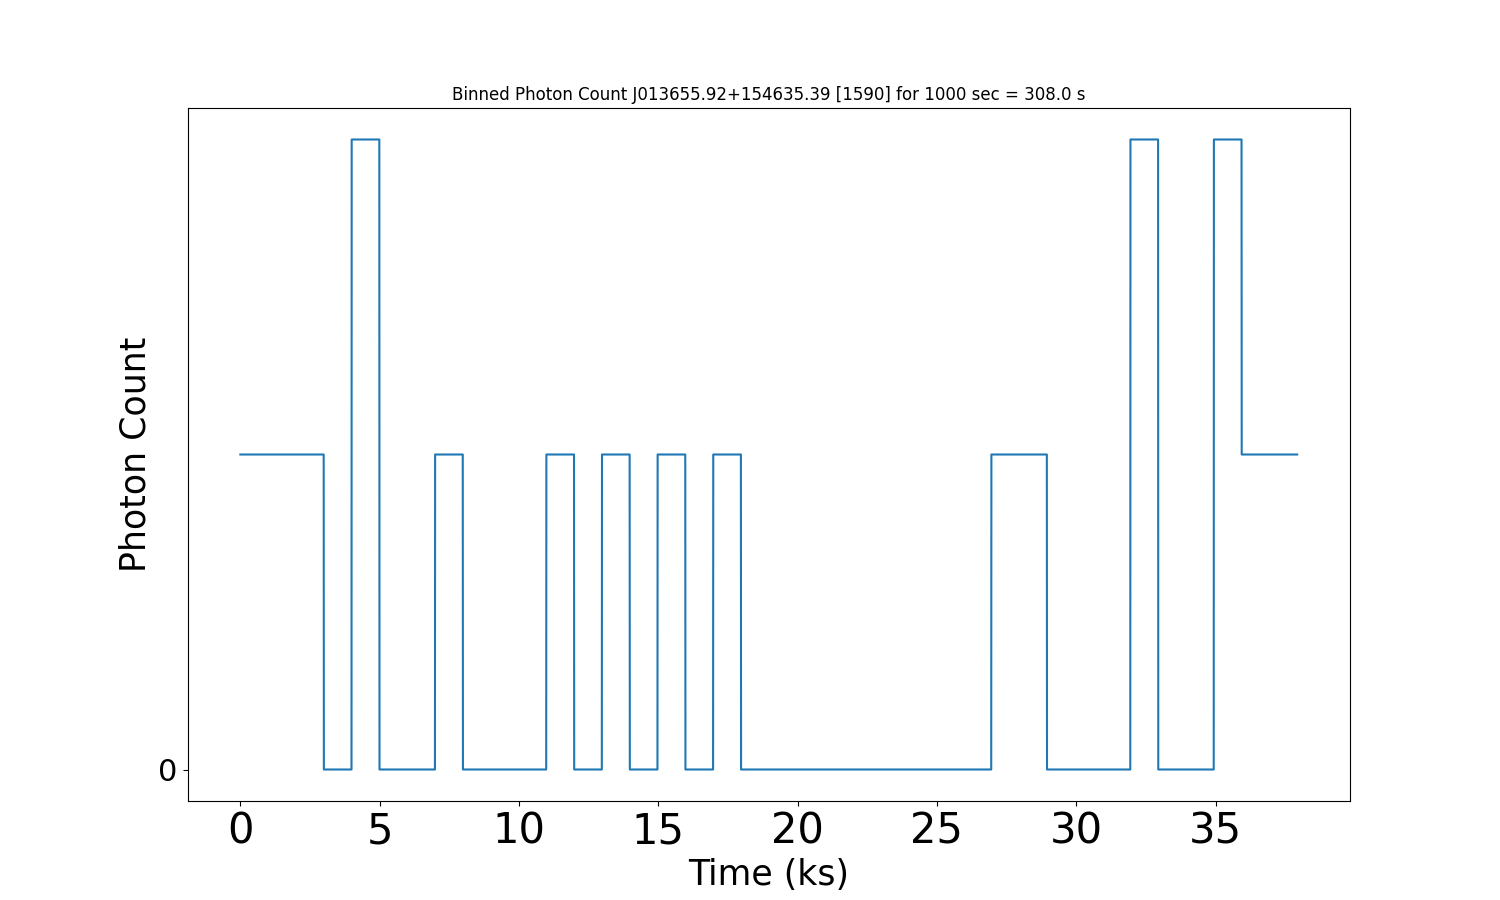 Binned Photon Count J013655.92+154635.39 [1590] for 1000 sec = 308.0 s
Photon Count
0
0 5 10 15 20 25 30 35
Time (ks)